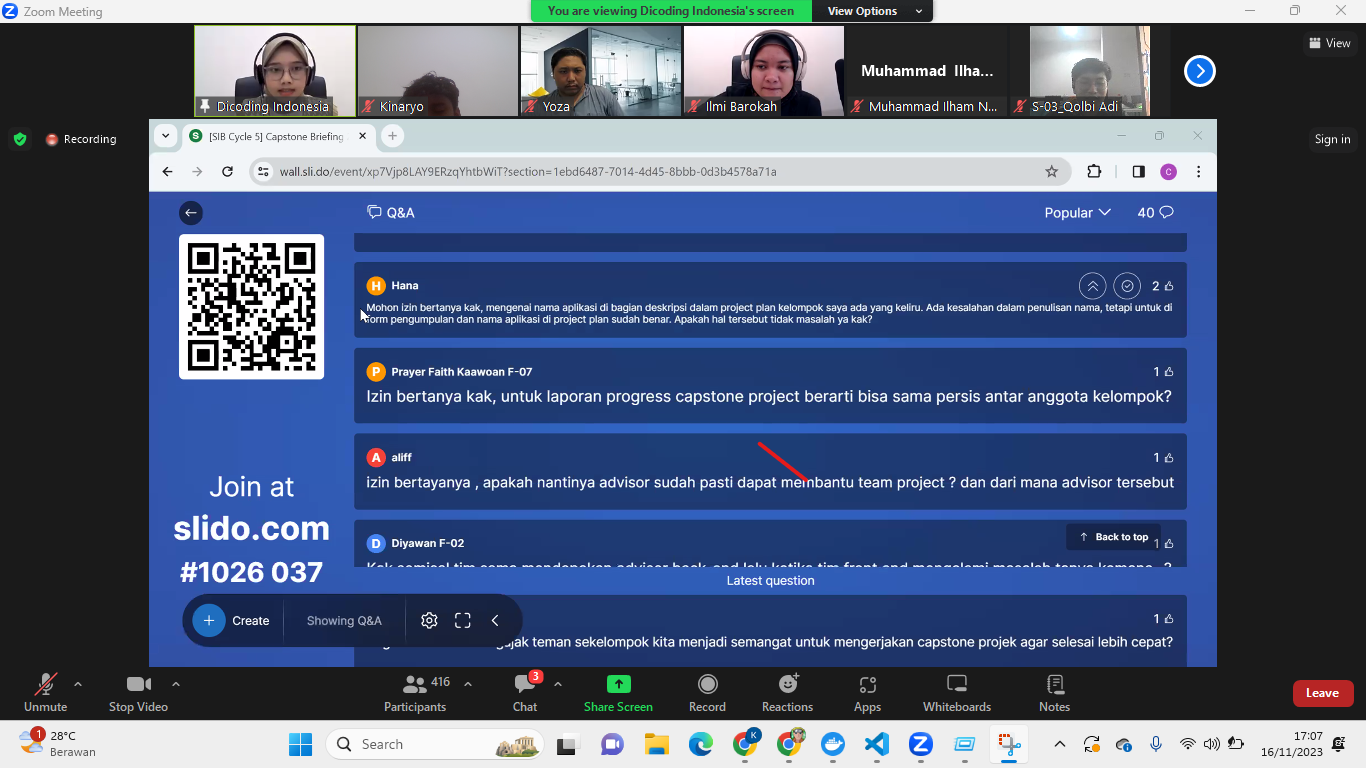 Zoom Meeting
You are viewing Dicoding Indonesia's screen
View Options
Dicoding Indonesia
Kinaryo
Yoza
Ilmi Barokah
Muhammad Ilha...
Muhammad Ilham N...
S-03_Qolbi Adi
View
Recording
Sign in
[SIB Cycle 5] Capstone Briefing
wall.sli.do/event/xp7Vjp8LAY9ERzqYhtbWiT?section=1ebd6487-7014-4d45-8bbb-0d3b4578a71a
C
Q&A
Popular
40
H Hana
2
Mohon izin bertanya kak, mengenai nama aplikasi di bagian deskripsi dalam project plan kelompok saya ada yang keliru. Ada kesalahan dalam penulisan nama, tetapi untuk di
form pengumpulan dan nama aplikasi di project plan sudah benar. Apakah hal tersebut tidak masalah ya kak?
P Prayer Faith Kaawoan F-07
1
Izin bertanya kak, untuk laporan progress capstone project berarti bisa sama persis antar anggota kelompok?
A aliff
1
izin bertayanya , apakah nantinya advisor sudah pasti dapat membantu team project ? dan dari mana advisor tersebut
D Diyawan F-02
Back to top
1
Latest question
1
teman sekelompok kita menjadi semangat untuk mengerjakan capstone projek agar selesai lebih cepat?
Join at
slido.com
#1026 037
Create
Showing Q&A
Unmute
Stop Video
Participants
416
Chat
3
Share Screen
Record
Reactions
Apps
Whiteboards
Notes
Leave
1
28°C
Berawan
Search
K
17:07
16/11/2023